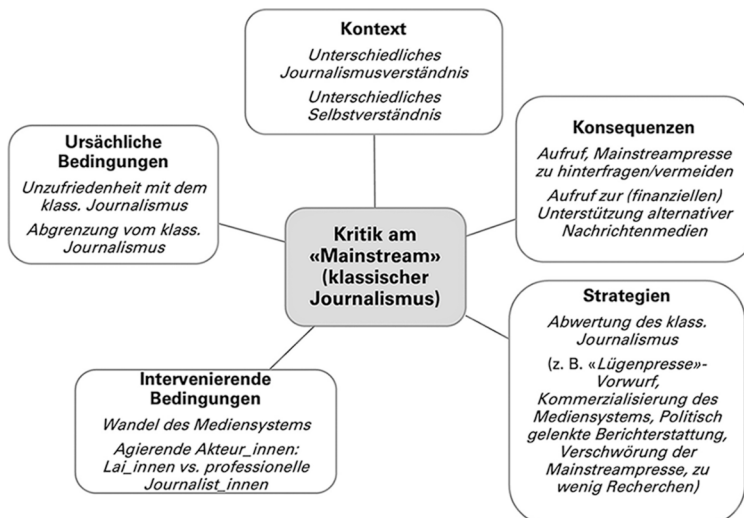 Kontext
Unterschiedliches
Journalismusverständnis
Unterschiedliches
Selbstverständnis
Ursächliche
Bedingungen
Unzufriedenheit mit dem
klass. Journalismus
Abgrenzung vom klass.
Journalismus
Konsequenzen
Aufruf, Mainstreampresse
zu hinterfragen/vermeiden
Aufruf zur (finanziellen)
Unterstützung alternativer
Nachrichtenmedien
Kritik am
«Mainstream»
(klassischer
Journalismus)
Strategien
Abwertung des klass.
Journalismus
(z. B. «Lügenpresse»-
Vorwurf,
Kommerzialisierung des
Mediensystems, Politisch
gelenkte Berichterstattung,
Verschwörung der
Mainstreampresse, zu
wenig Recherchen)
Intervenierende
Bedingungen
Wandel des Mediensystems
Agierende Akteur_innen:
Lai_innen vs. professionelle
Journalist_innen